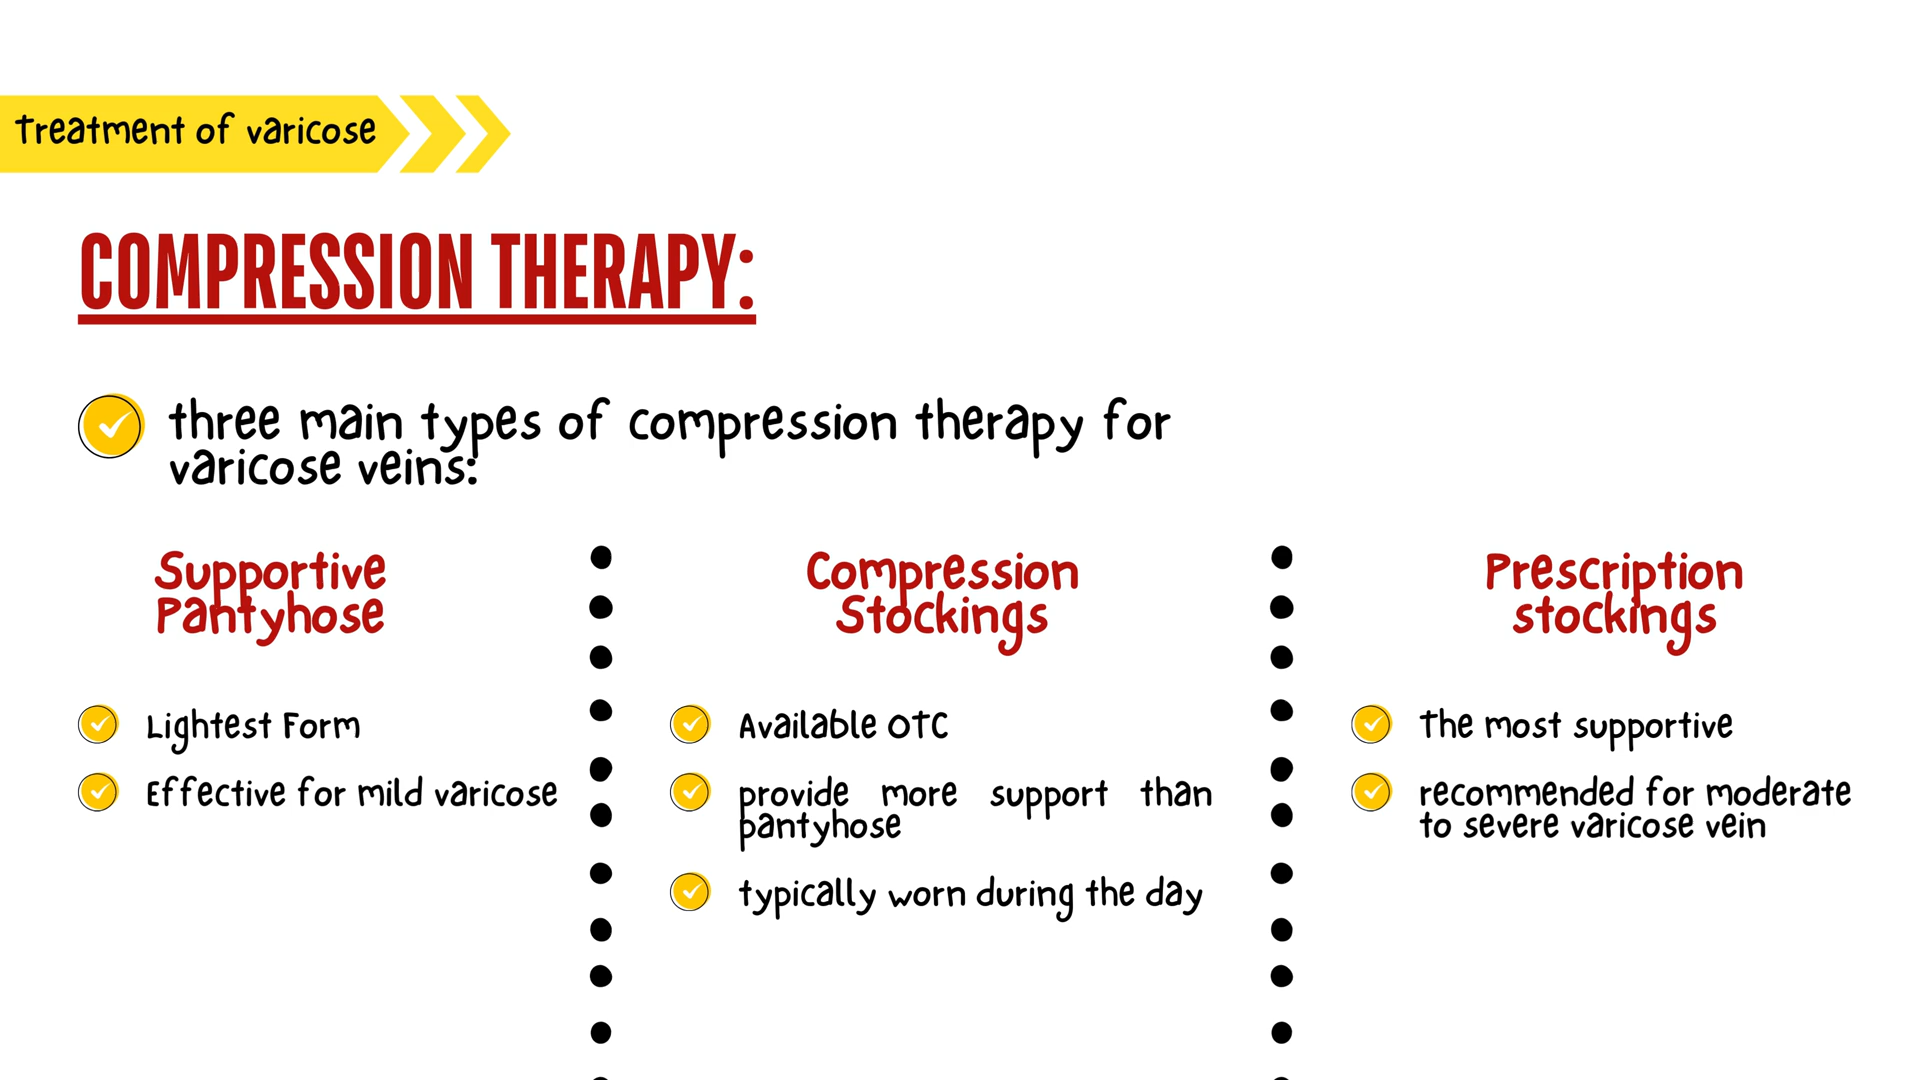 Treatment of varicose
COMPRESSION THERAPY:
three main types of compression therapy for
varicose veins:
Supportive
Pantyhose
Lightest Form
Effective for mild varicose
Compression
Stockings
Available OTC
provide more support than
pantyhose
typically worn during the day
Prescription
stockings
The most supportive
recommended for moderate
to severe varicose vein